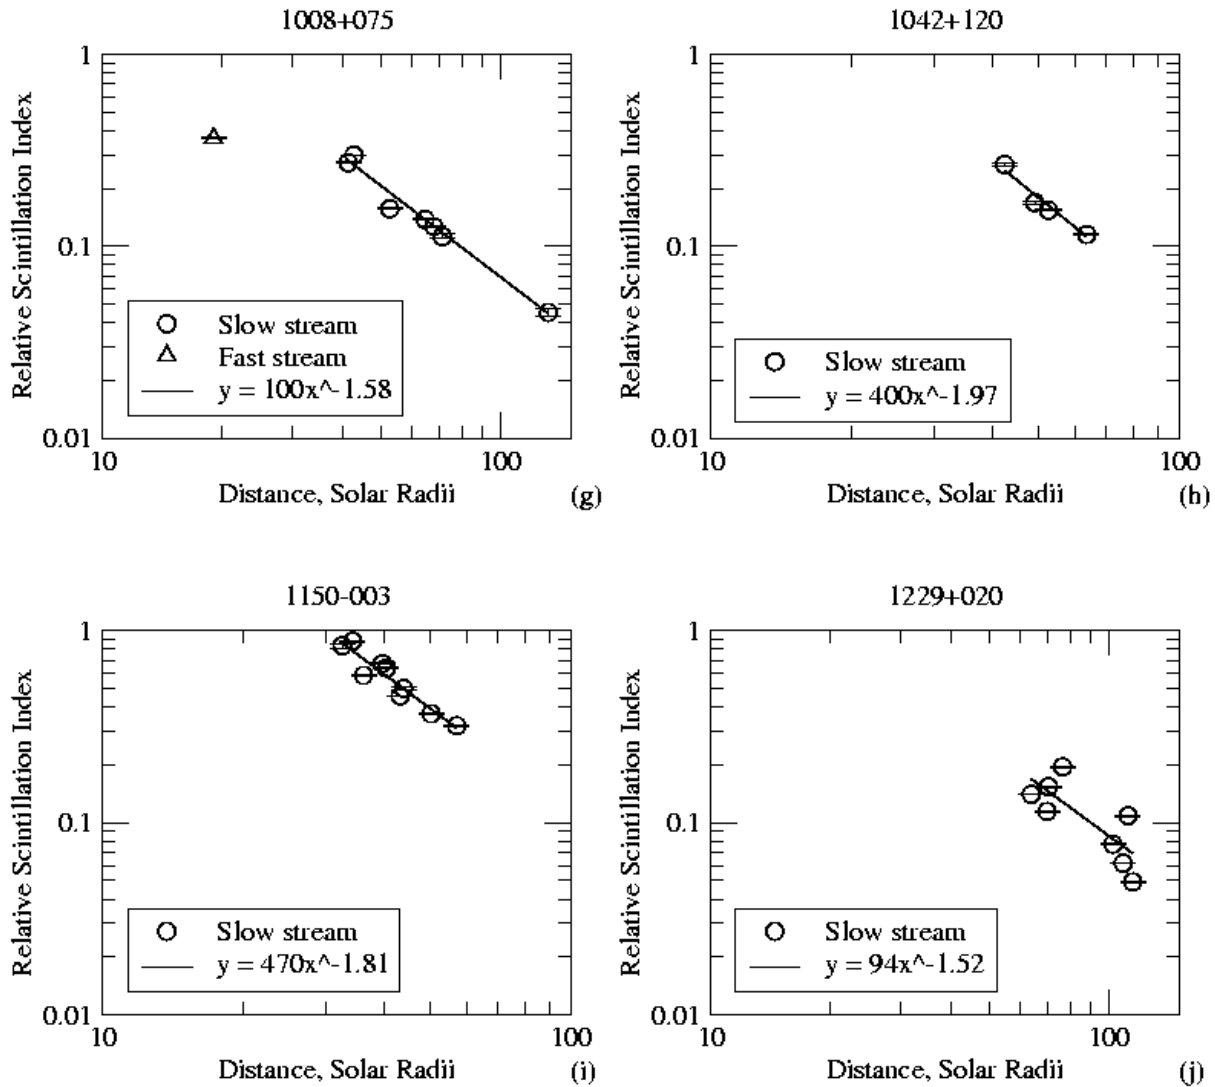 1008+075
Relative Scintillation Index
1
0.1
0.01
Slow stream
Fast stream
y = 100x^-1.58
10
100
Distance, Solar Radii
(g)
1042+120
Relative Scintillation Index
1
0.1
0.01
Slow stream
y = 400x^-1.97
10
100
Distance, Solar Radii
(h)
1150-003
Relative Scintillation Index
1
0.1
0.01
Slow stream
y = 470x^-1.81
10
100
Distance, Solar Radii
(i)
1229+020
Relative Scintillation Index
1
0.1
0.01
Slow stream
y = 94x^-1.52
10
100
Distance, Solar Radii
(j)